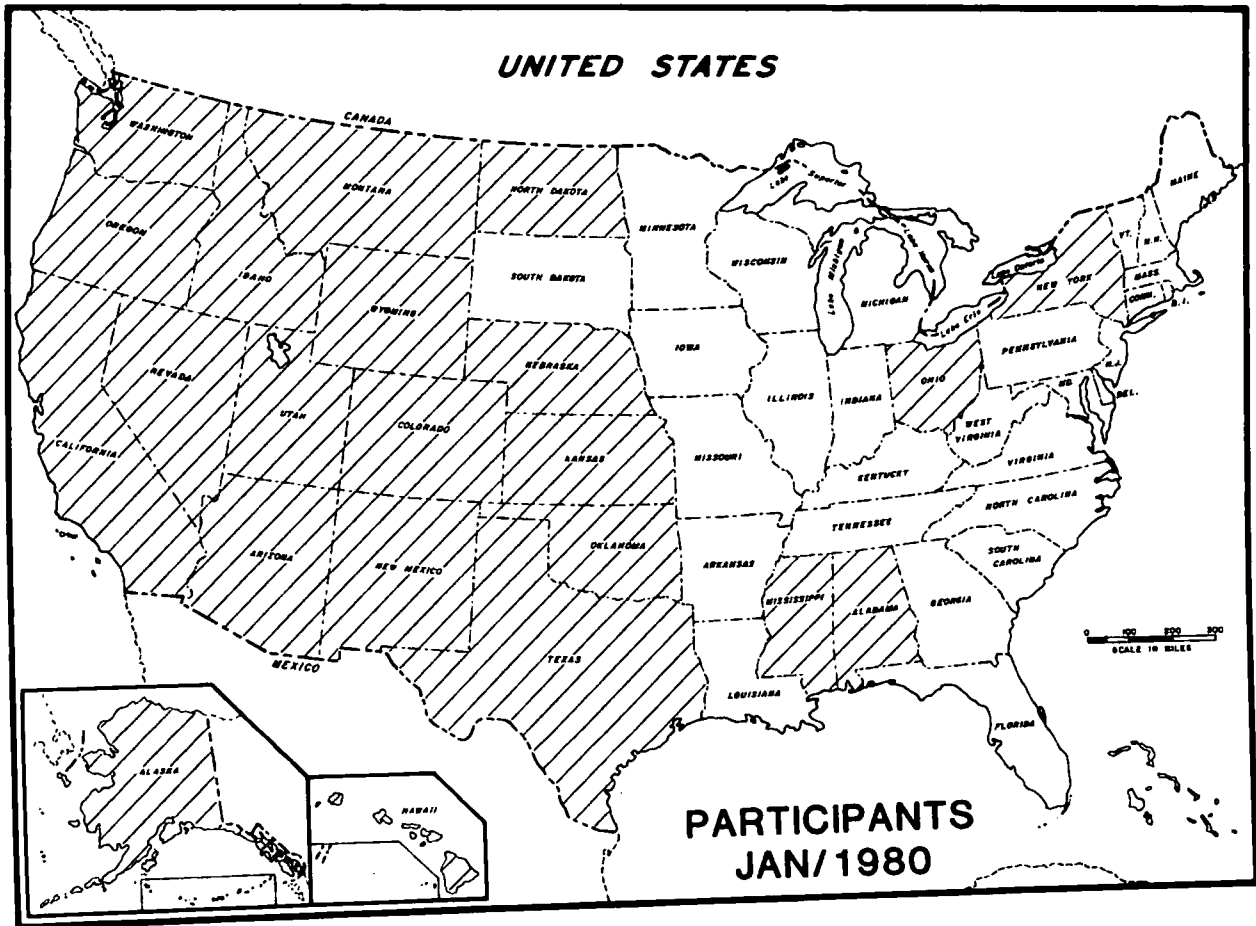 UNITED STATES
CANADA
WASHINGTON
MONTANA
NORTH DAKOTA
MINNESOTA
Lake Superior
MAINE
OREGON
IDAHO
SOUTH DAKOTA
WISCONSIN
Lake Michigan
Lake Huron
MICHIGAN
VT.
N.H.
Lake Ontario
NEW YORK
MASS.
CONN.
R.I.
WYOMING
Lake Erie
NEVADA
NEBRASKA
IOWA
PENNSYLVANIA
N.J.
UTAH
COLORADO
ILLINOIS
INDIANA
OHIO
MD.
DEL.
CALIFORNIA
KANSAS
MISSOURI
WEST
VIRGINIA
VIRGINIA
KENTUCKY
NORTH CAROLINA
TENNESSEE
ARIZONA
NEW MEXICO
OKLAHOMA
ARKANSAS
SOUTH
CAROLINA
MISSISSIPPI
ALABAMA
GEORGIA
0 100 200 300
SCALE IN MILES
MEXICO
TEXAS
LOUISIANA
FLORIDA
ALASKA
HAWAII
PARTICIPANTS
JAN/1980